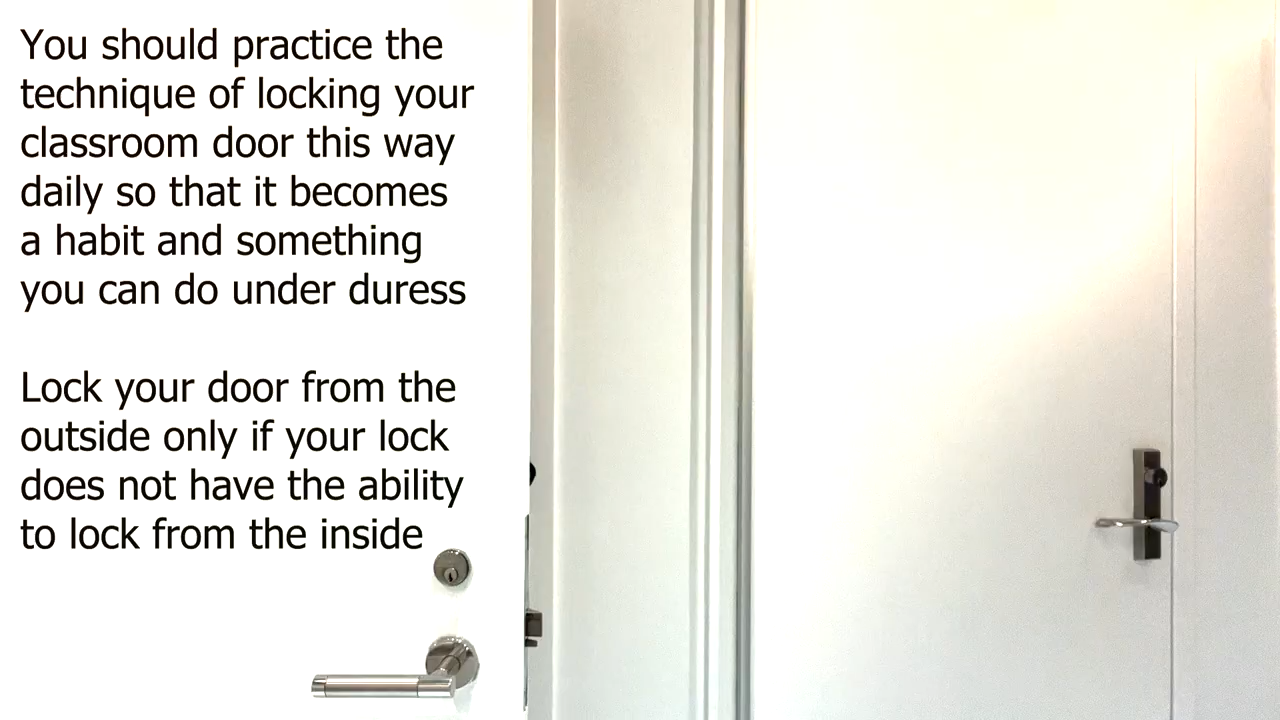 You should practice the
technique of locking your
classroom door this way
daily so that it becomes
a habit and something
you can do under duress
Lock your door from the
outside only if your lock
does not have the ability
to lock from the inside